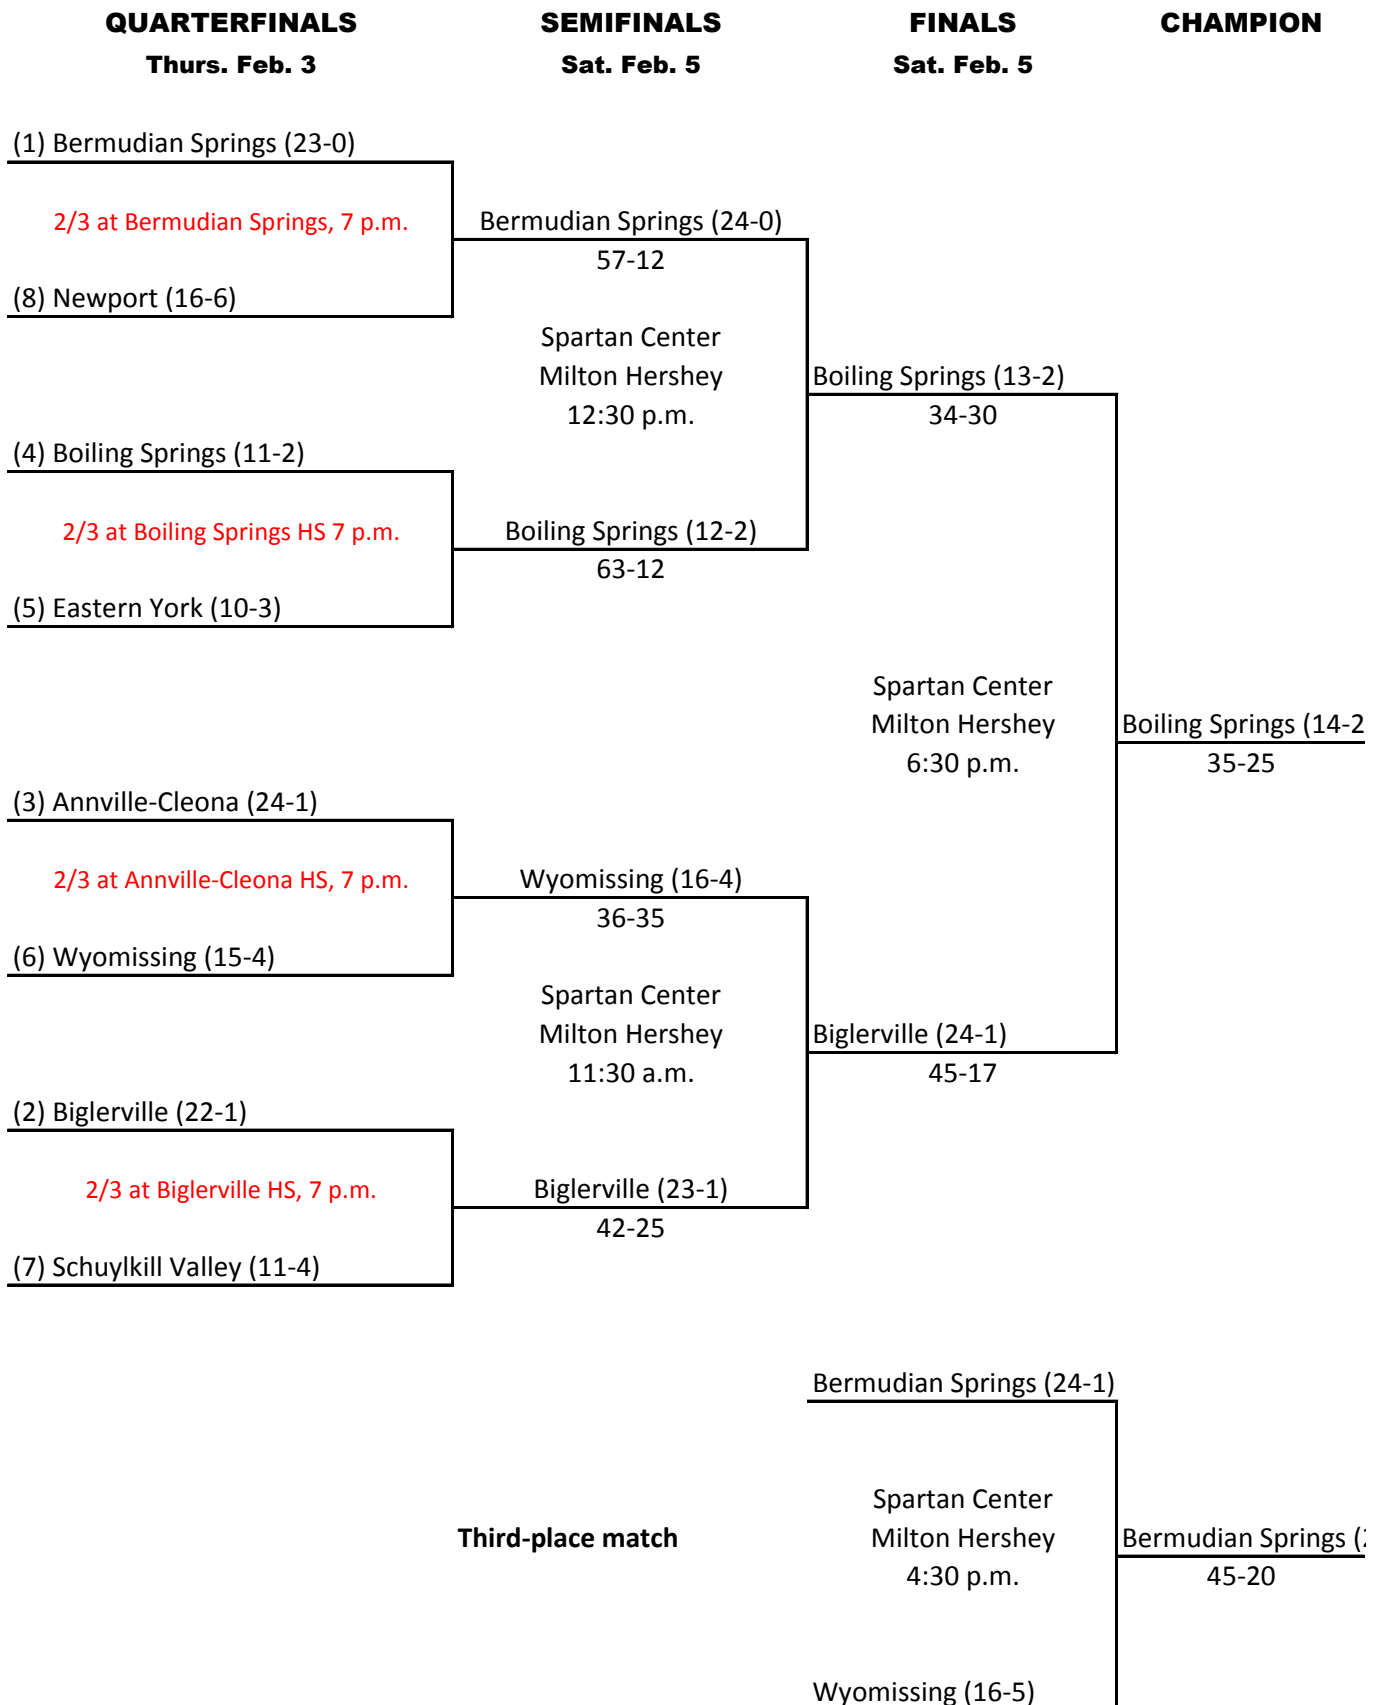 QUARTERFINALS SEMIFINALS FINALS CHAMPION
Thurs. Feb. 3 Sat. Feb. 5 Sat. Feb. 5
(1) Bermudian Springs (23-0)
2/3 at Bermudian Springs, 7 p.m.
Bermudian Springs (24-0)
57-12
(8) Newport (16-6)
Spartan Center
Milton Hershey
12:30 p.m.
Boiling Springs (13-2)
34-30
(4) Boiling Springs (11-2)
2/3 at Boiling Springs HS 7 p.m.
Boiling Springs (12-2)
63-12
(5) Eastern York (10-3)
Spartan Center
Milton Hershey
6:30 p.m.
Boiling Springs (14-2
35-25
(3) Annville-Cleona (24-1)
2/3 at Annville-Cleona HS, 7 p.m.
Wyomissing (16-4)
36-35
(6) Wyomissing (15-4)
Spartan Center
Milton Hershey
11:30 a.m.
Biglerville (24-1)
45-17
(2) Biglerville (22-1)
2/3 at Biglerville HS, 7 p.m.
Biglerville (23-1)
42-25
(7) Schuylkill Valley (11-4)
Bermudian Springs (24-1)
Third-place match
Spartan Center
Milton Hershey
4:30 p.m.
Bermudian Springs (
45-20
Wyomissing (16-5)